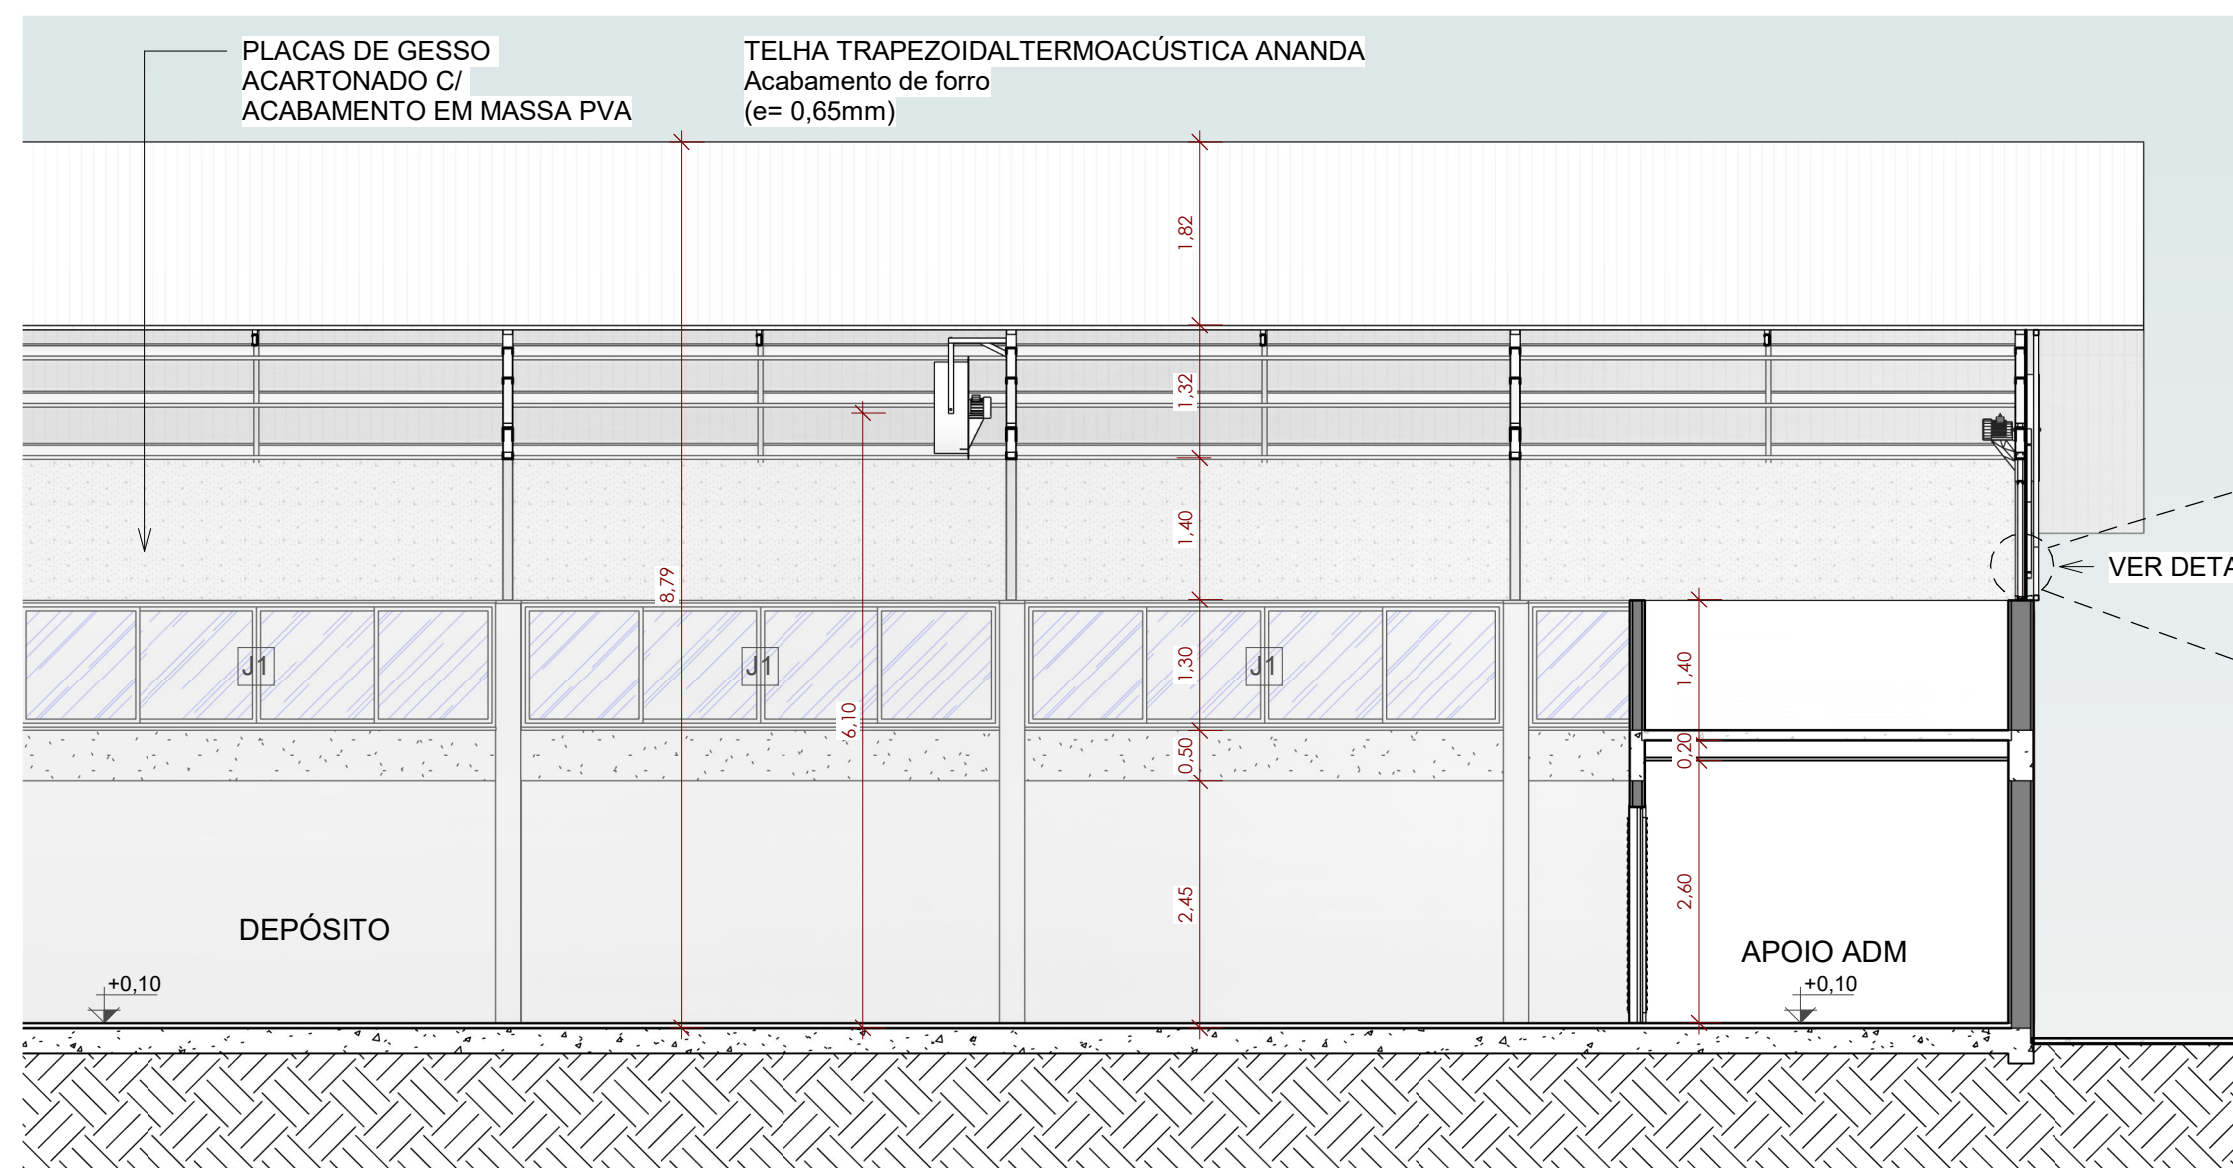 PLACAS DE GESSO
ACARTONADO C/
ACABAMENTO EM MASSA PVA
TELHA TRAPEZOIDALTERMOACÚSTICA ANANDA
Acabamento de forro
(e= 0,65mm)
1,82
1,32
1,40
8,79
VER DETA
J1
J1
J1
1,30
1,40
6,10
0,50
0,20
2,45
2,60
DEPÓSITO
APOIO ADM
+0,10
+0,10